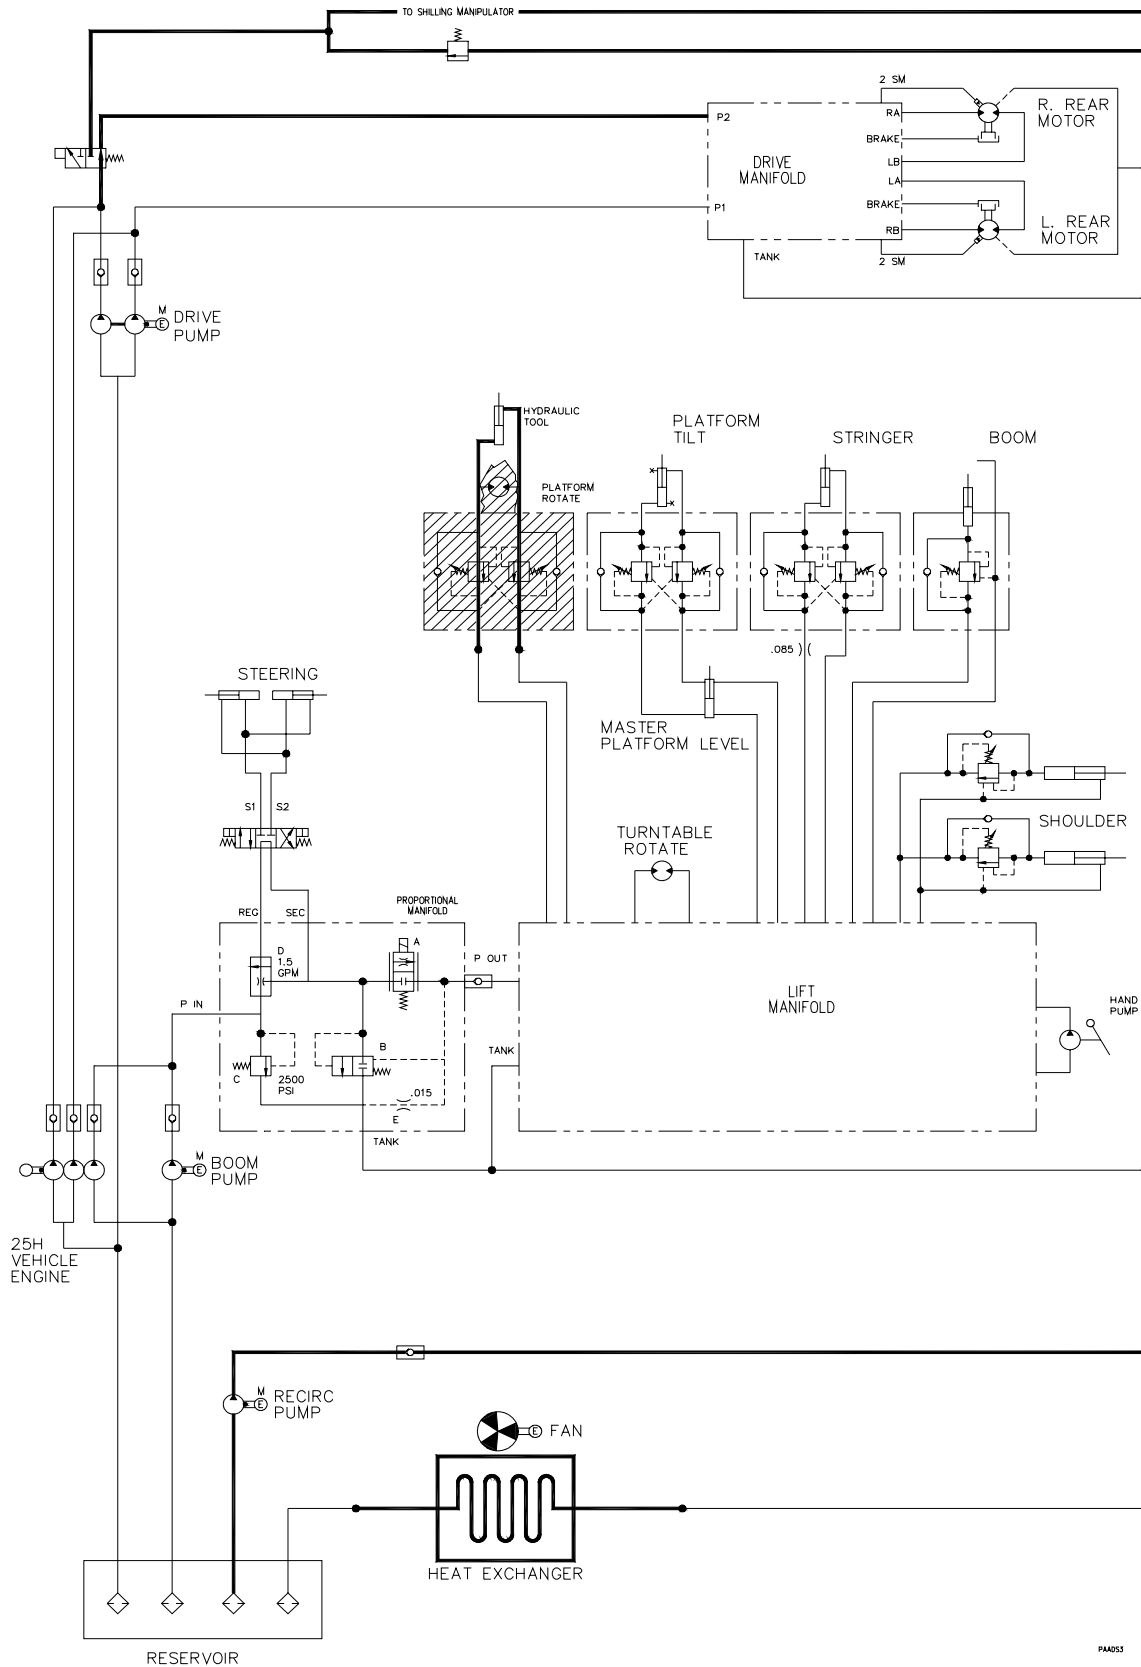 TO SHILLING MANIPULATOR
2 SM
R. REAR
MOTOR
RA
P2
BRAKE
DRIVE
MANIFOLD
LB
LA
BRAKE
P1
L. REAR
MOTOR
RB
TANK
2 SM
M
E
DRIVE
PUMP
HYDRAULIC
TOOL
PLATFORM
TILT
STRINGER
BOOM
PLATFORM
ROTATE
.085
STEERING
MASTER
PLATFORM LEVEL
S1
S2
TURNTABLE
ROTATE
SHOULDER
PROPORTIONAL
MANIFOLD
REG
SEC
D
1.5
GPM
A
P OUT
LIFT
MANIFOLD
P IN
HAND
PUMP
B
TANK
C
2500
PSI
.015
E
TANK
M
E
BOOM
PUMP
25H
VEHICLE
ENGINE
M
E
RECIRC
PUMP
E
FAN
HEAT EXCHANGER
RESERVOIR
PAADS3